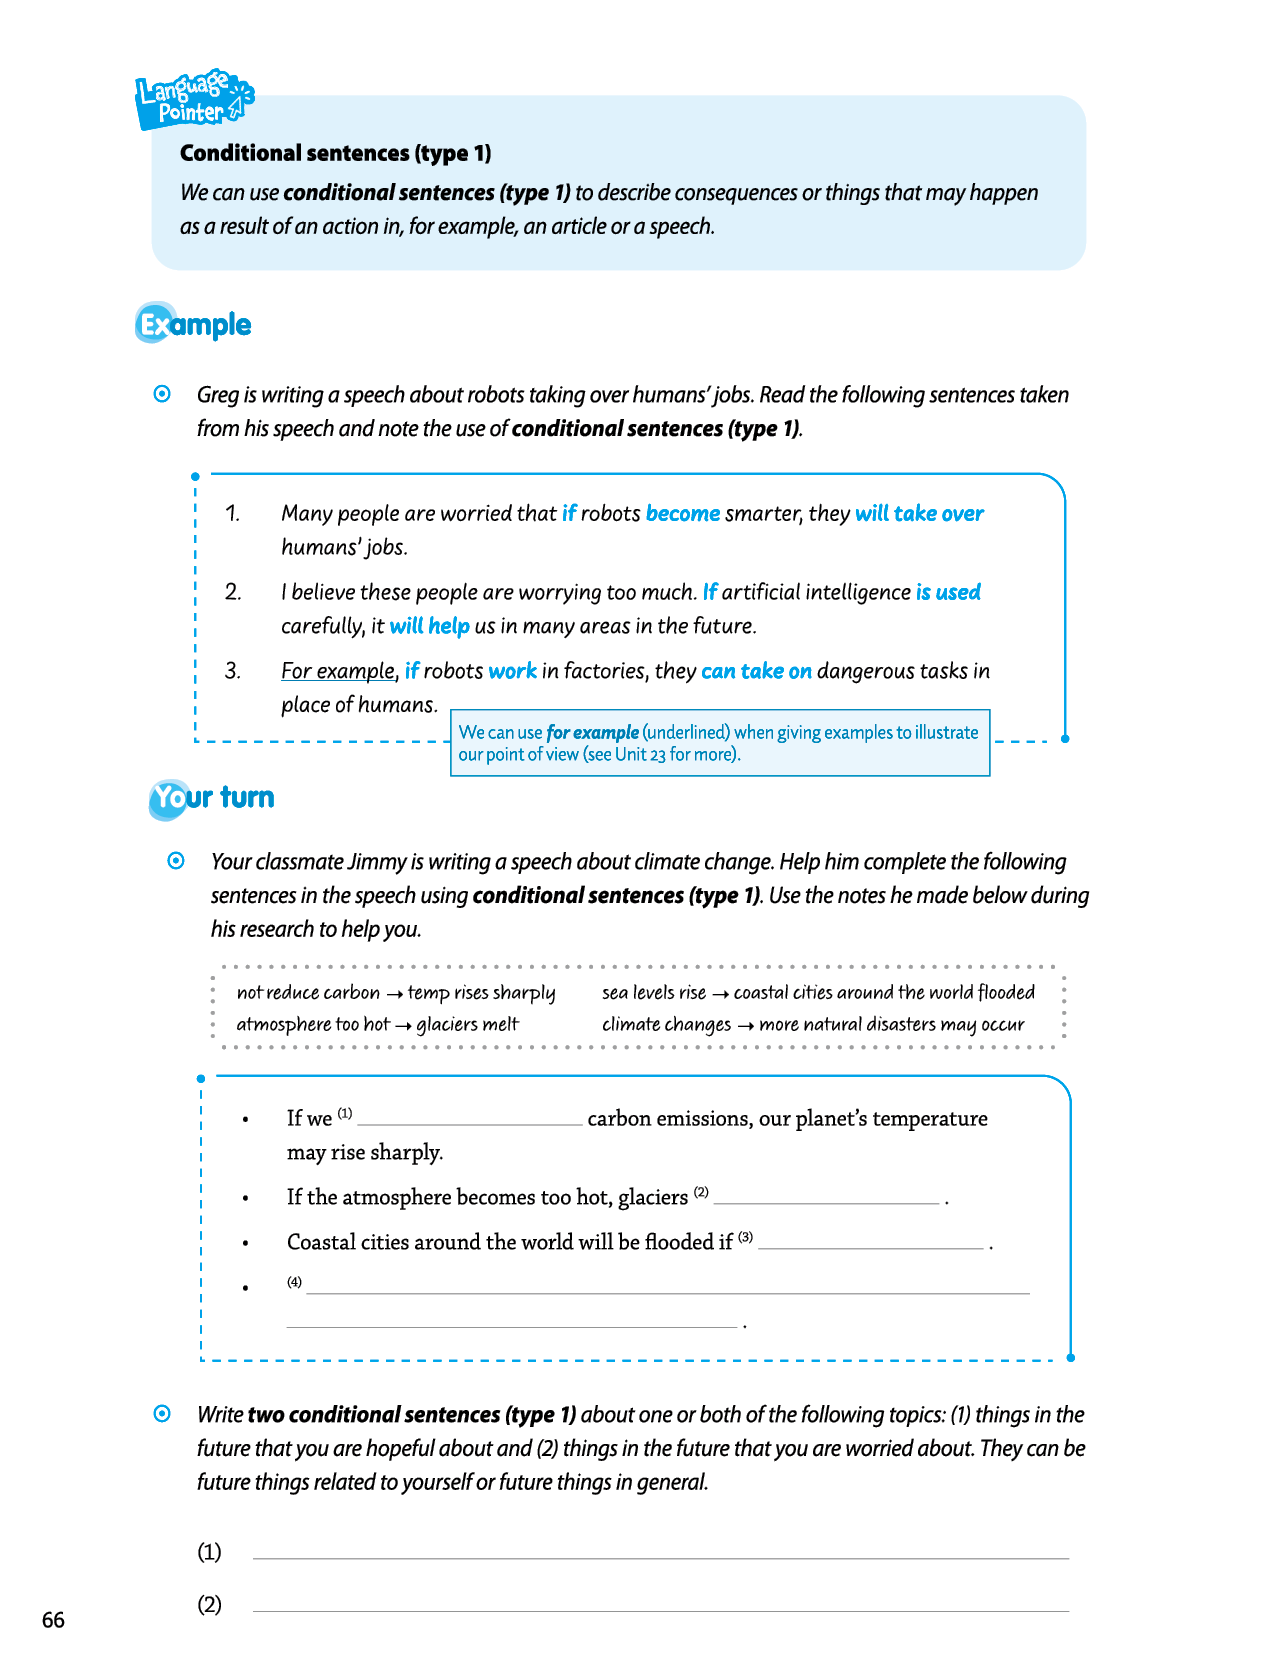 Language
Pointer
Conditional sentences (type 1)
We can use conditional sentences (type 1) to describe consequences or things that may happen
as a result of an action in, for example, an article or a speech.
Example
Greg is writing a speech about robots taking over humans' jobs. Read the following sentences taken
from his speech and note the use of conditional sentences (type 1).
1. Many people are worried that if robots become smarter, they will take over
humans' jobs.
2. I believe these people are worrying too much. If artificial intelligence is used
carefully, it will help us in many areas in the future.
3. For example, if robots work in factories, they can take on dangerous tasks in
place of humans.
We can use for example (underlined) when giving examples to illustrate
our point of view (see Unit 23 for more).
Your turn
Your classmate Jimmy is writing a speech about climate change. Help him complete the following
sentences in the speech using conditional sentences (type 1). Use the notes he made below during
his research to help you.
not reduce carbon → temp rises sharply sea levels rise → coastal cities around the world flooded
atmosphere too hot → glaciers melt climate changes → more natural disasters may occur
• If we (1) ____________________ carbon emissions, our planet's temperature
may rise sharply.
• If the atmosphere becomes too hot, glaciers (2) ____________________ .
• Coastal cities around the world will be flooded if (3) ____________________ .
• (4) ____________________
____________________ .
Write two conditional sentences (type 1) about one or both of the following topics: (1) things in the
future that you are hopeful about and (2) things in the future that you are worried about. They can be
future things related to yourself or future things in general.
(1) ____________________
(2) ____________________
66